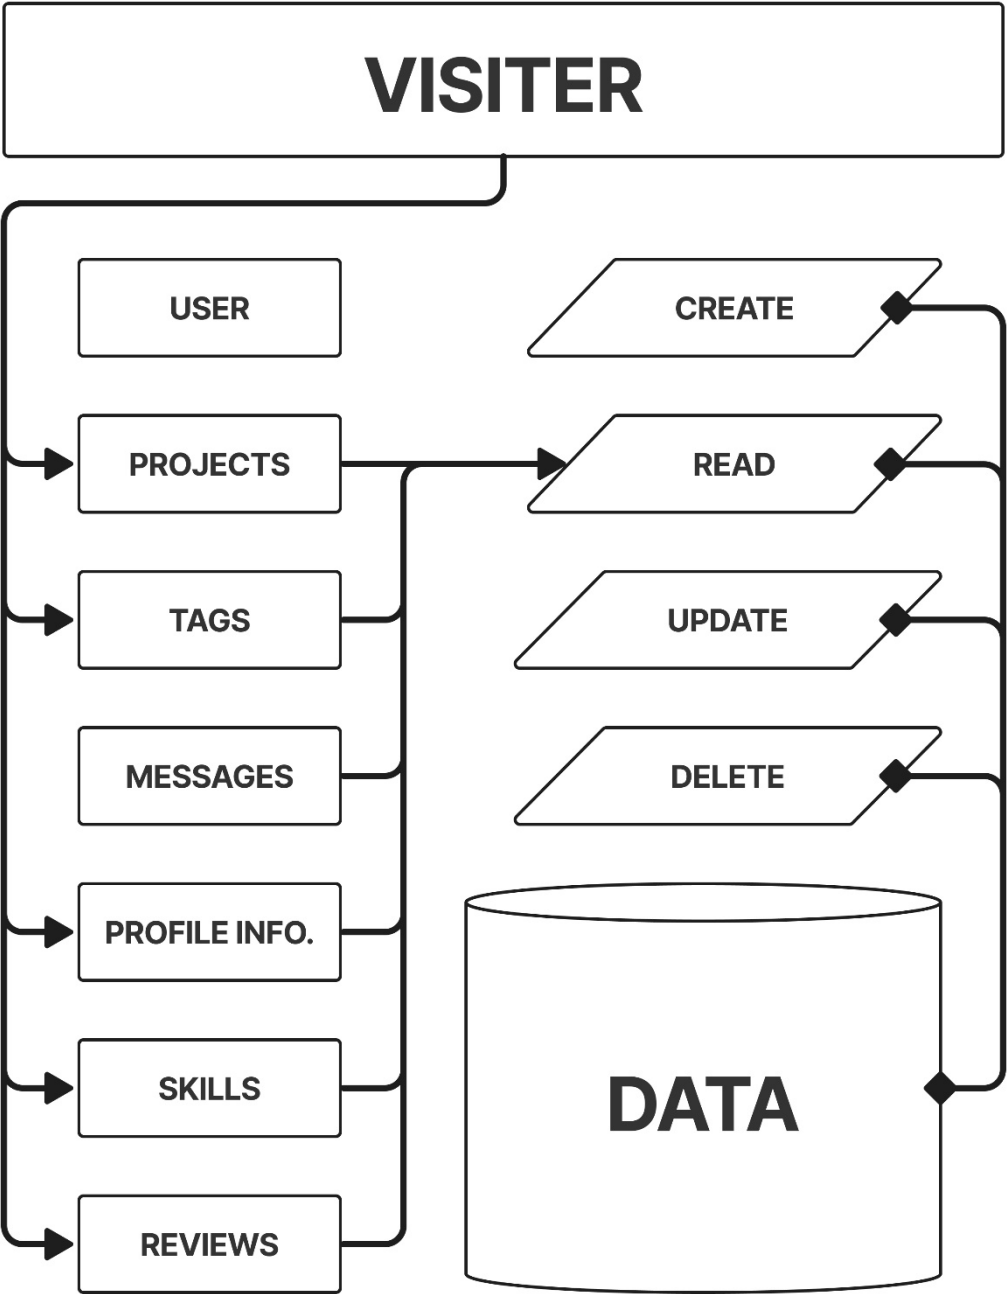 VISITER
USER
CREATE
PROJECTS
READ
TAGS
UPDATE
MESSAGES
DELETE
PROFILE INFO.
SKILLS
DATA
REVIEWS